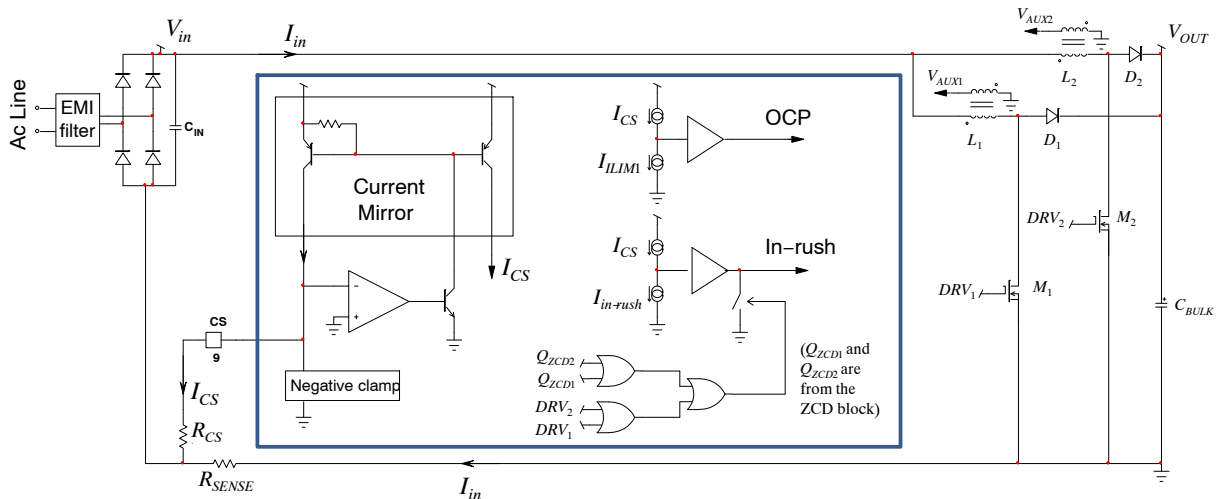 Ac Line
EMI
filter
V_in
I_in
C_IN
Current
Mirror
I_CS
CS
9
I_CS
R_CS
R_SENSE
Negative clamp
−
+
I_CS
OCP
I_ILIM1
I_CS
In−rush
I_in−rush
Q_ZCD2
Q_ZCD1
DRV_2
DRV_1
(Q_ZCD1 and
Q_ZCD2 are
from the
ZCD block)
I_in
V_AUX2
V_OUT
L_2
D_2
V_AUX1
L_1
D_1
DRV_2
M_2
DRV_1
M_1
+
C_BULK